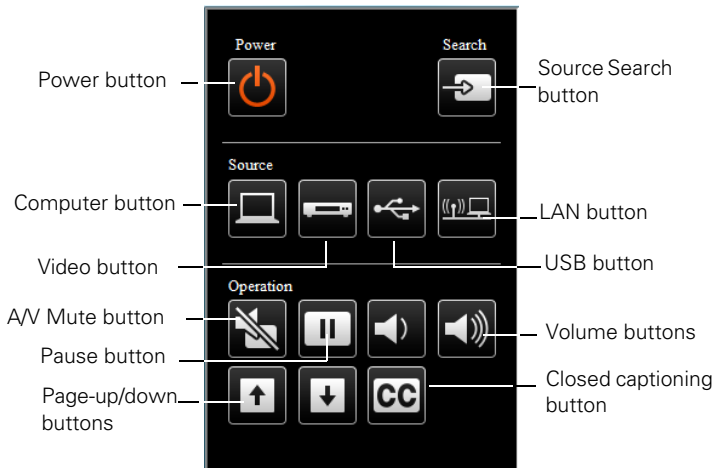 Power
Search
Power button
Source Search
button
Source
Computer button
LAN button
Video button
USB button
Operation
A/V Mute button
Volume buttons
Pause button
Page-up/down
buttons
CC
Closed captioning
button